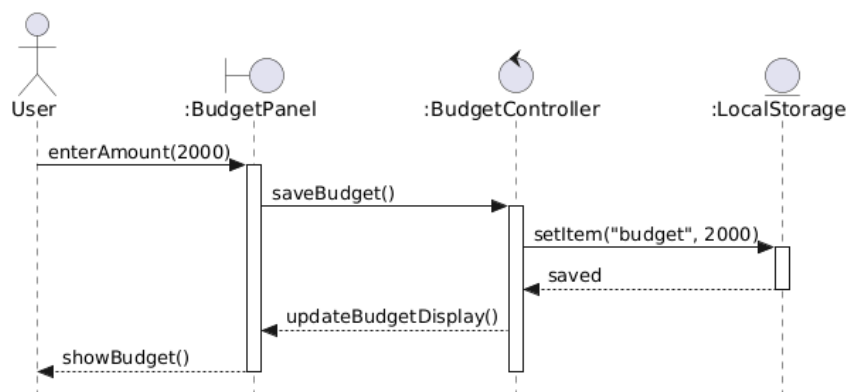 User
:BudgetPanel
:BudgetController
:LocalStorage
enterAmount(2000)
saveBudget()
setItem("budget", 2000)
saved
updateBudgetDisplay()
showBudget()